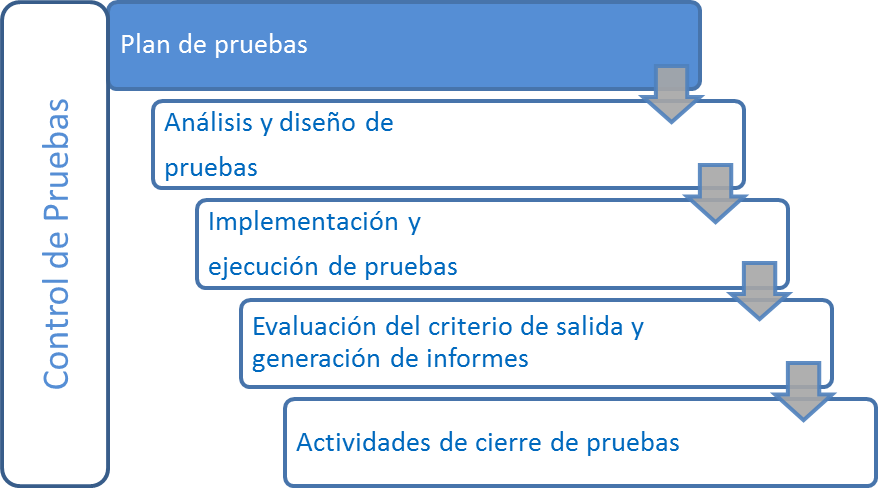 Control de Pruebas
Plan de pruebas
Análisis y diseño de
pruebas
Implementación y
ejecución de pruebas
Evaluación del criterio de salida y
generación de informes
Actividades de cierre de pruebas